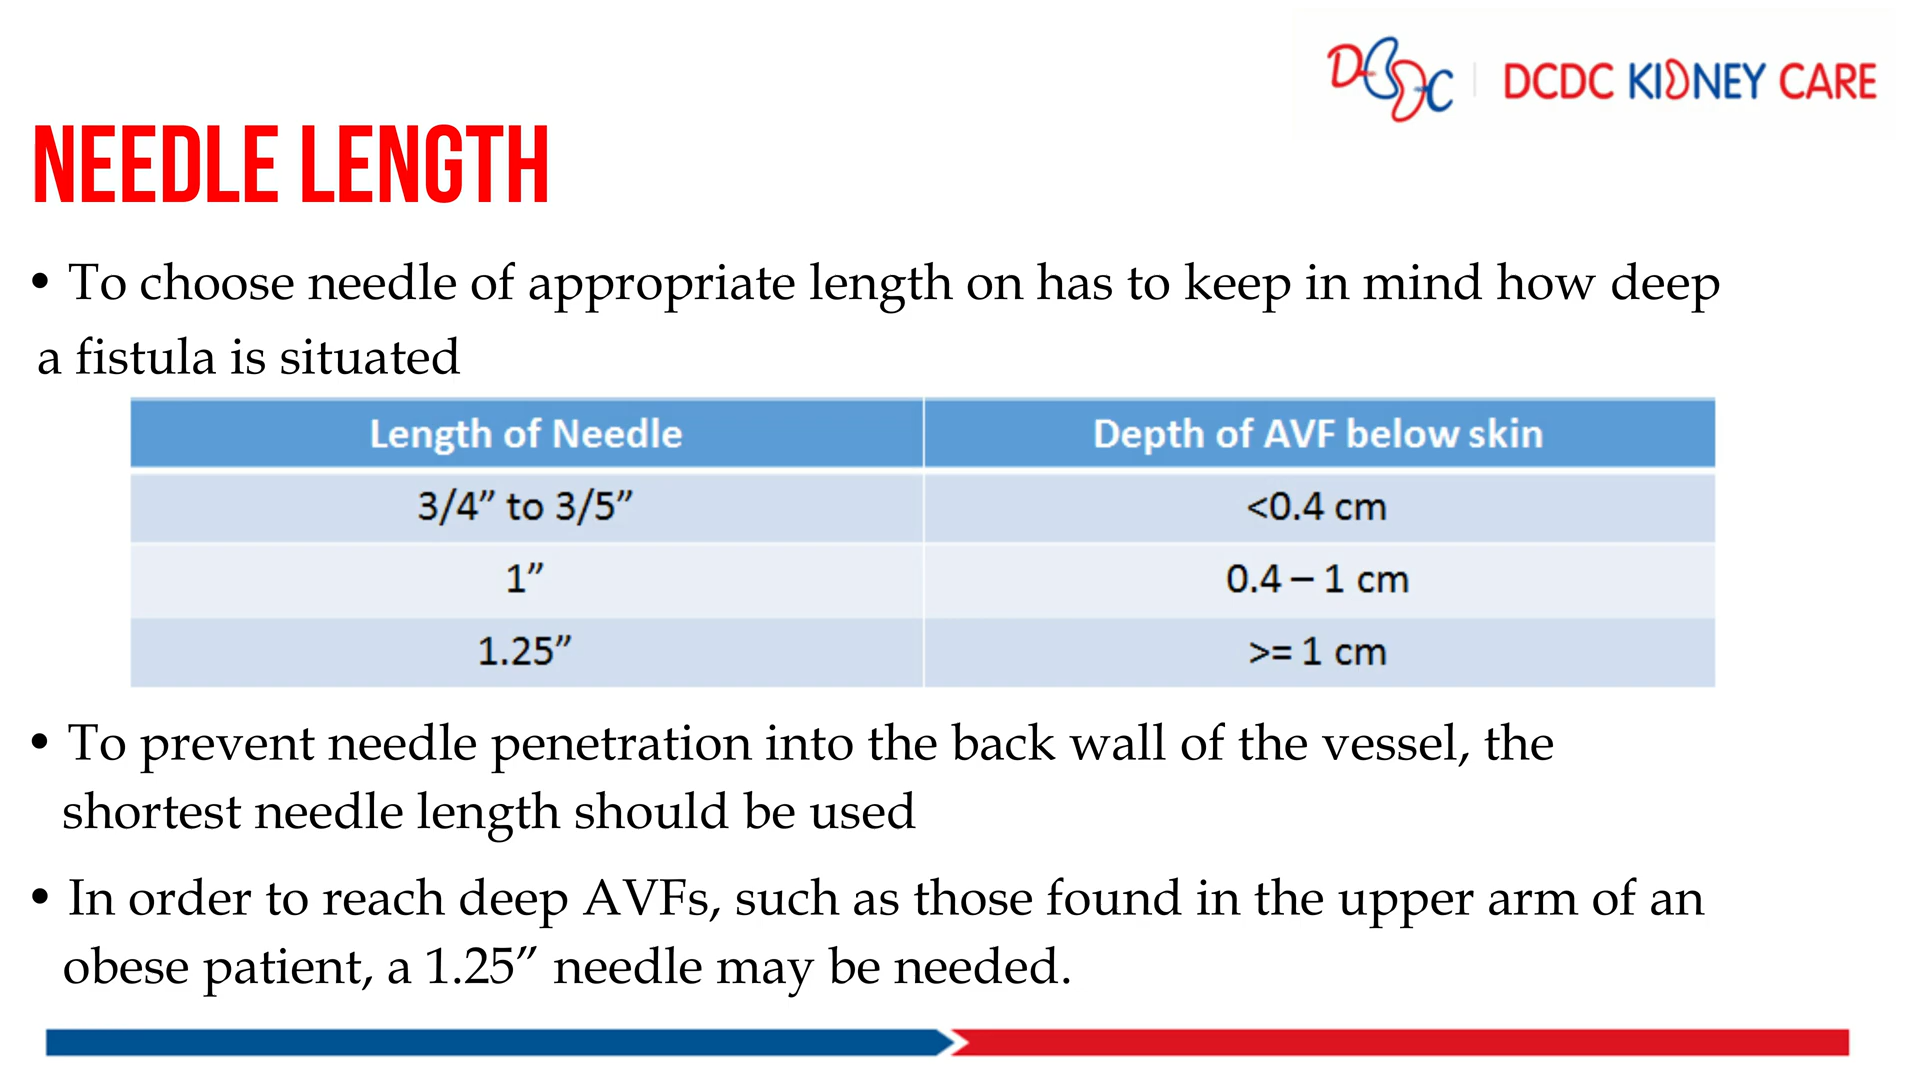 DCDC | DCDC KIDNEY CARE
NEEDLE LENGTH
• To choose needle of appropriate length on has to keep in mind how deep
a fistula is situated
Length of Needle Depth of AVF below skin
3/4” to 3/5” <0.4 cm
1” 0.4 – 1 cm
1.25” >= 1 cm
• To prevent needle penetration into the back wall of the vessel, the
shortest needle length should be used
• In order to reach deep AVFs, such as those found in the upper arm of an
obese patient, a 1.25” needle may be needed.